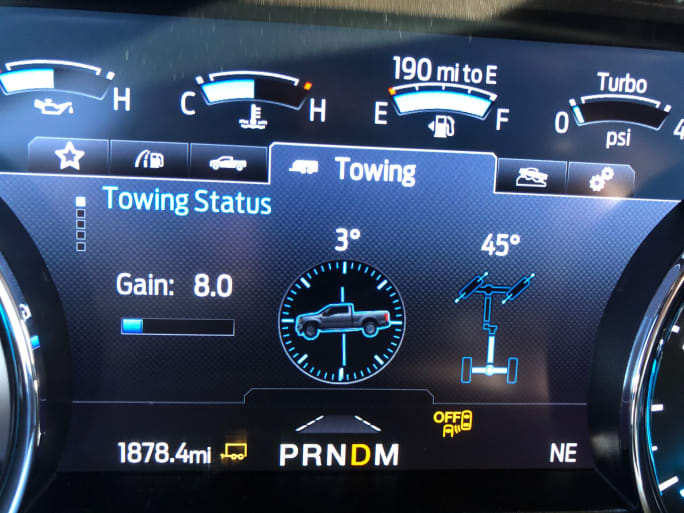 190 mi to E
Turbo
H
C H
E F
0 4
psi
Towing
Towing Status
3° 45°
Gain: 8.0
OFF
1878.4mi PRNDM NE